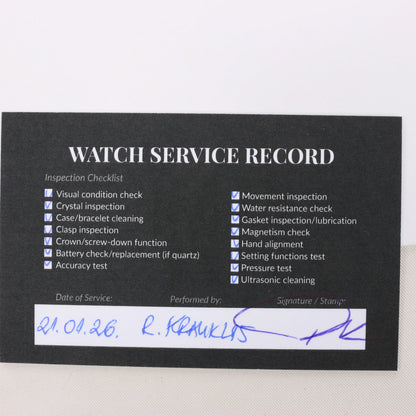 WATCH SERVICE RECORD
Inspection Checklist
Visual condition check
Crystal inspection
Case/bracelet cleaning
Clasp inspection
Crown/screw-down function
Battery check/replacement (if quartz)
Accuracy test
Movement inspection
Water resistance check
Gasket inspection/lubrication
Magnetism check
Hand alignment
Setting functions test
Pressure test
Ultrasonic cleaning
Date of Service: Performed by: Signature / Stamp:
21.01.26. R. KRAUKLIS